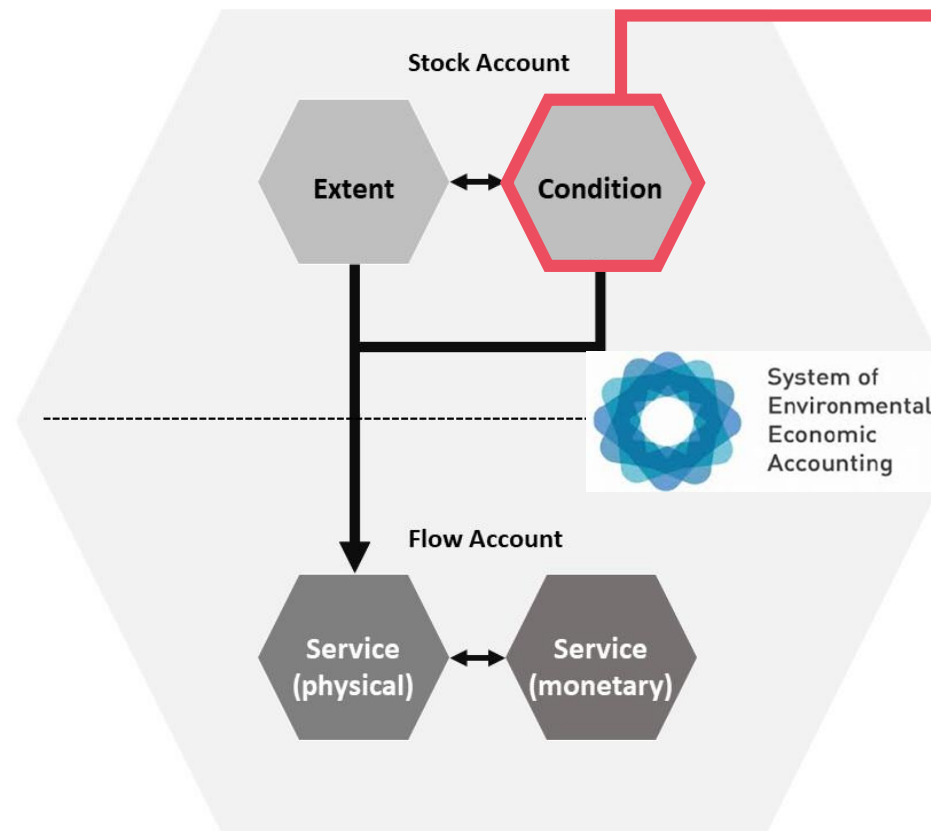 Stock Account
Extent
Condition
System of
Environmental
Economic
Accounting
Flow Account
Service
(physical)
Service
(monetary)